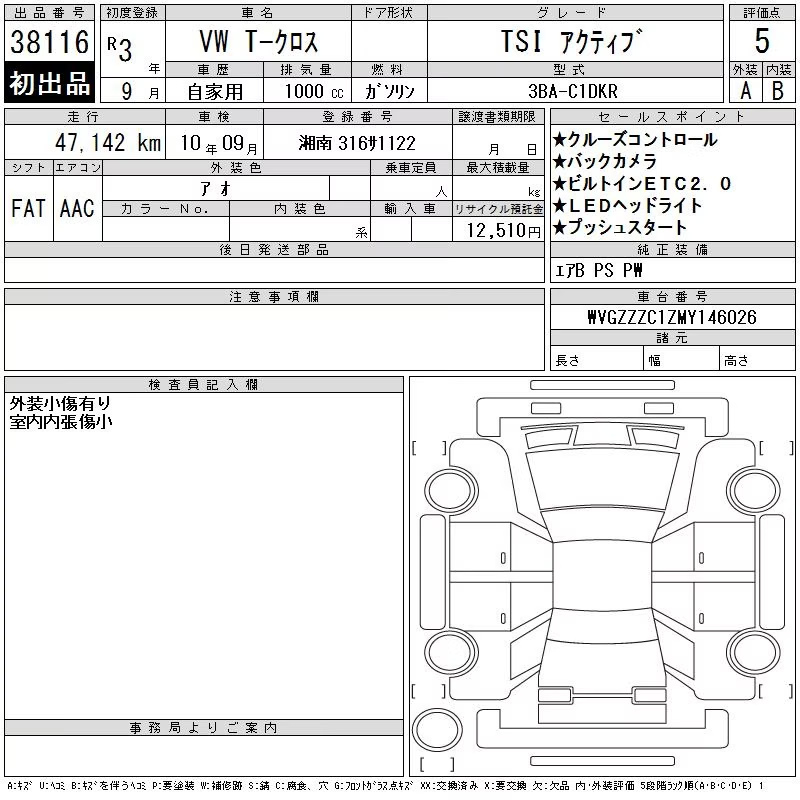 出品番号
38116
初出品
初度登録
R 3 年
9 月
車名
VW Tークロス
ドア形状
グレード
TSI アクティブ
評価点
5
車歴
自家用
排気量
1000 cc
燃料
ガソリン
型式
3BA-C1DKR
外装 内装
A B
走行
47,142 km
車検
10 年 09 月
登録番号
湘南 316サ1122
譲渡書類期限
月 日
セールスポイント
★クルーズコントロール
★バックカメラ
★ビルトインETC2.0
★LEDヘッドライト
★プッシュスタート
シフト
FAT
エアコン
AAC
外装色
アオ
乗車定員
人
最大積載量
kg
カラーNo.
内装色
系
輸入車
リサイクル預託金
12,510円
後日発送部品
純正装備
エアB PS PW
注意事項欄
車台番号
WVGZZZC1ZMY146026
諸元
長さ 幅 高さ
検査員記入欄
外装小傷有り
室内内張傷小
事務局よりご案内
A:キズ U:ヘコミ B:キズを伴うヘコミ P:要塗装 W:補修跡 S:錆 C:腐食、穴 G:フロントガラス点キズ XX:交換済み X:要交換 欠:欠品 内・外装評価 5段階ランク順(A・B・C・D・E) 1